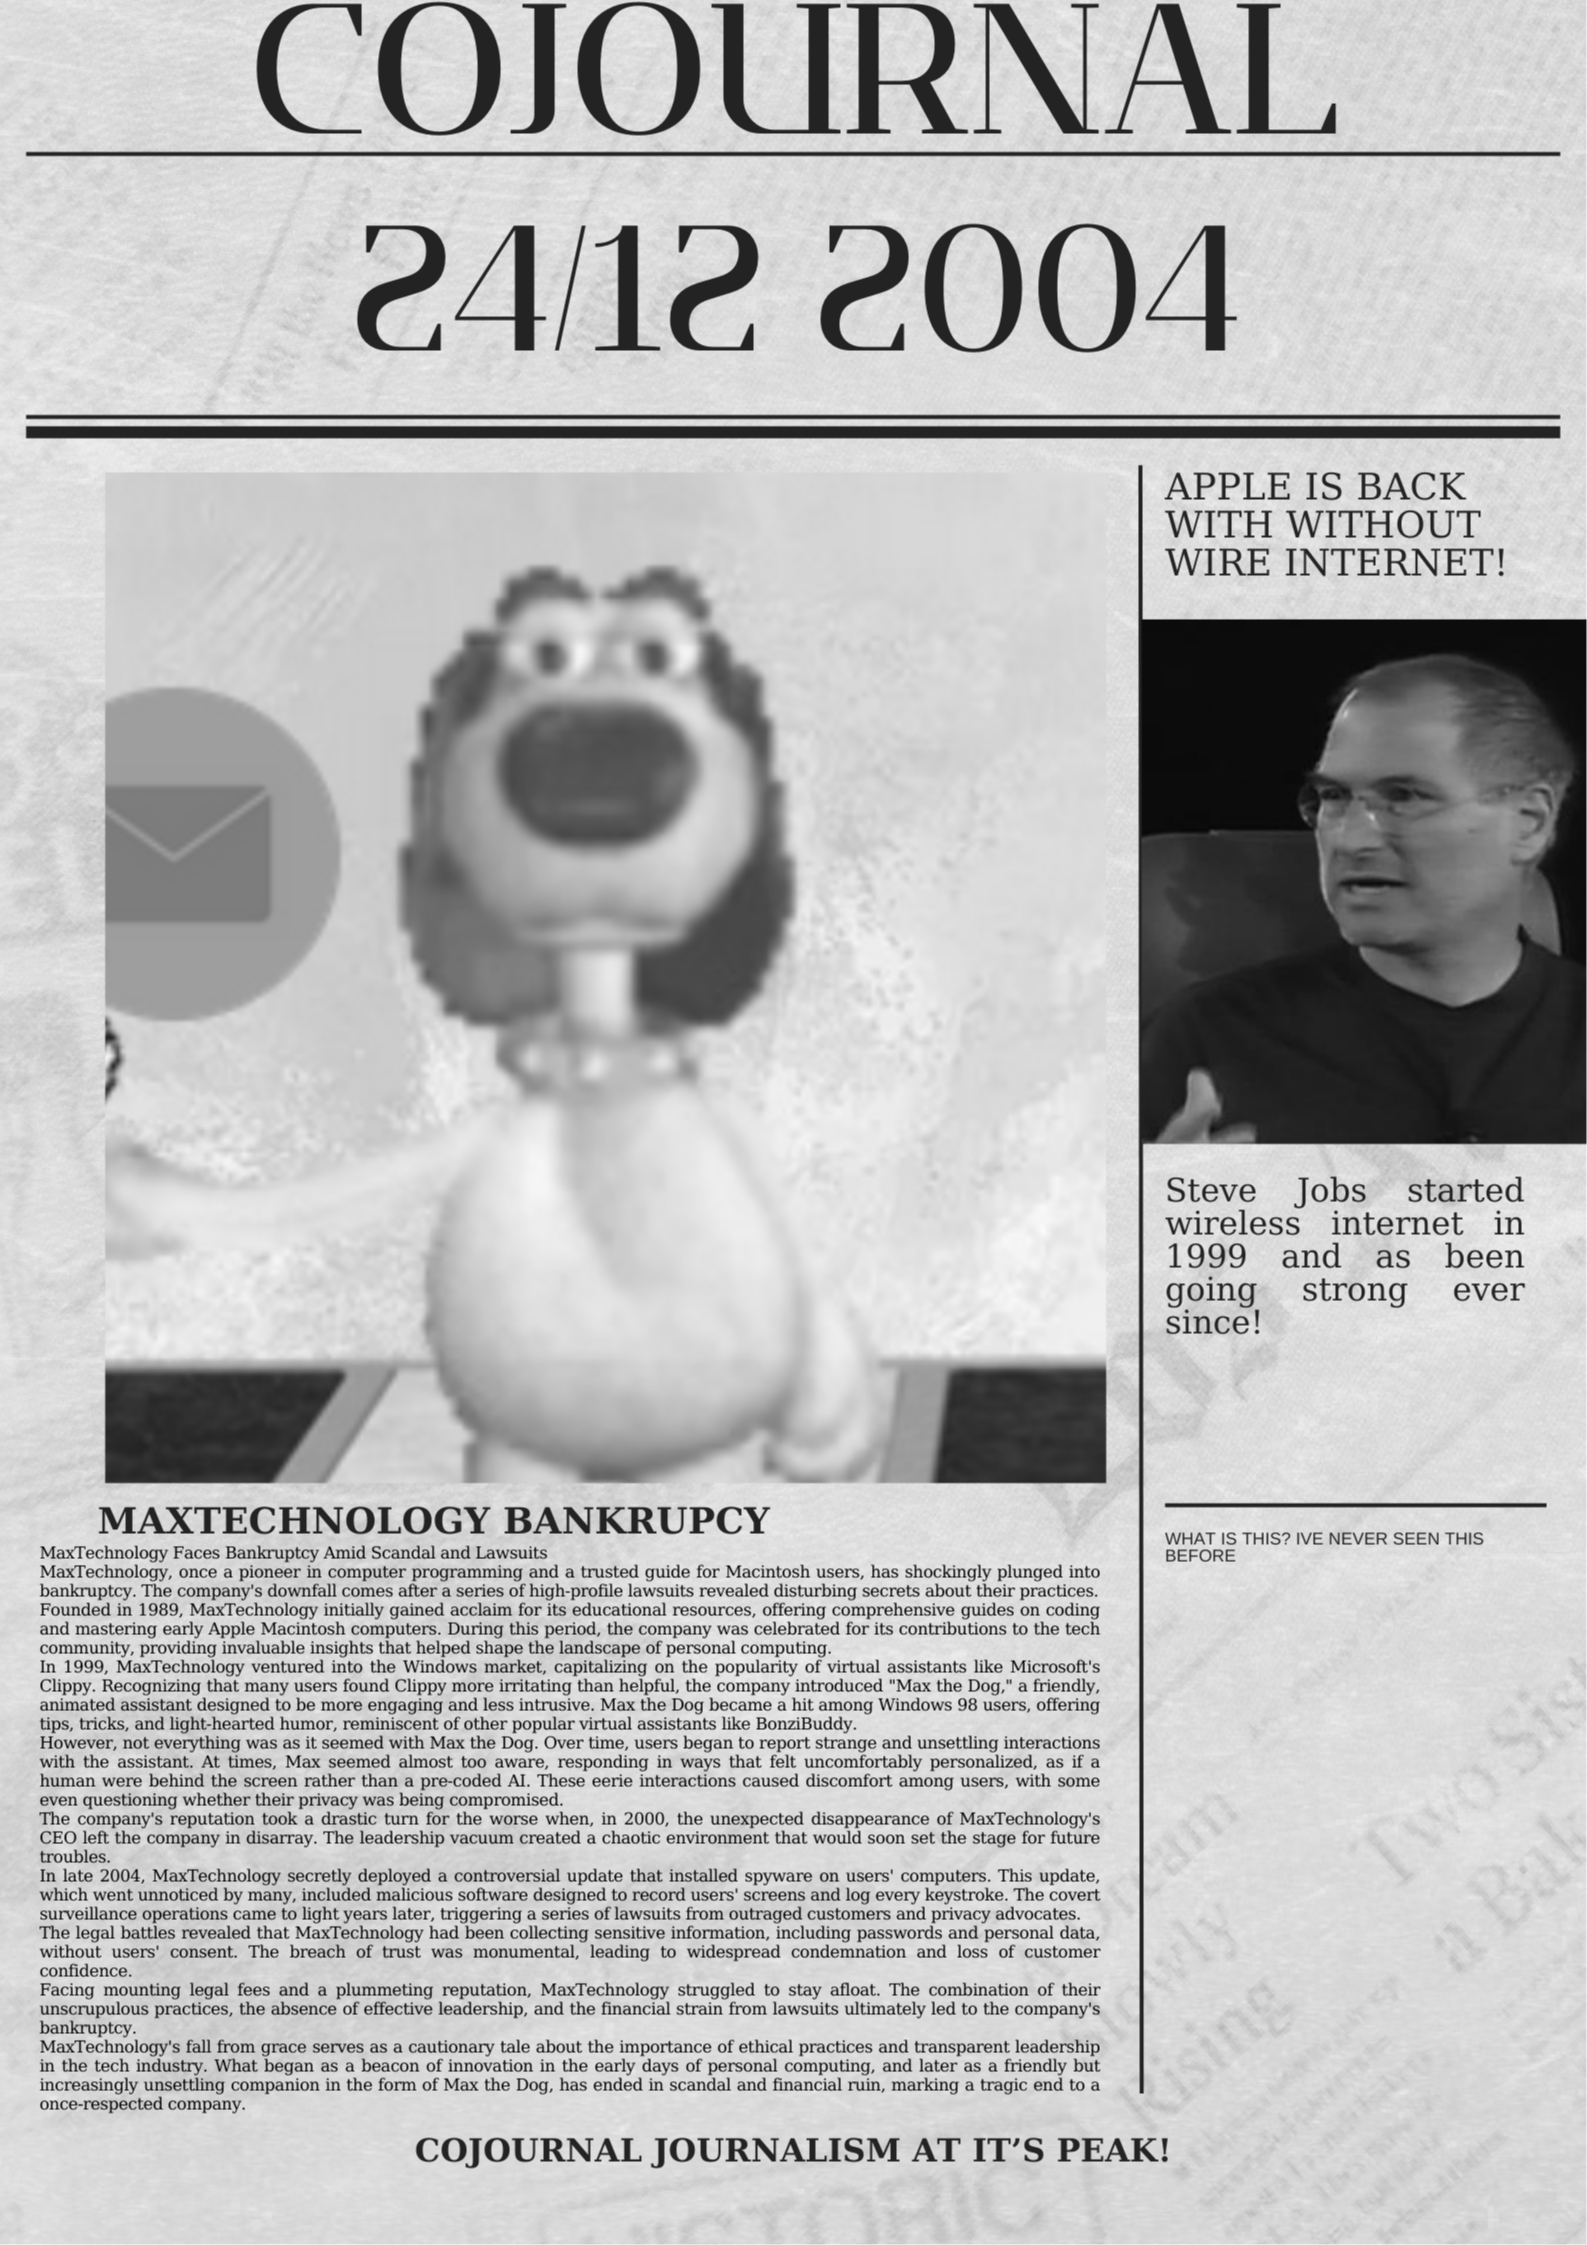 COJOURNAL
24/12 2004
APPLE IS BACK
WITH WITHOUT
WIRE INTERNET!
Steve Jobs started
wireless internet in
1999 and as been
going strong ever
since!
WHAT IS THIS? IVE NEVER SEEN THIS
BEFORE
MAXTECHNOLOGY BANKRUPCY
MaxTechnology Faces Bankruptcy Amid Scandal and Lawsuits
MaxTechnology, once a pioneer in computer programming and a trusted guide for Macintosh users, has shockingly plunged into
bankruptcy. The company's downfall comes after a series of high-profile lawsuits revealed disturbing secrets about their practices.
Founded in 1989, MaxTechnology initially gained acclaim for its educational resources, offering comprehensive guides on coding
and mastering early Apple Macintosh computers. During this period, the company was celebrated for its contributions to the tech
community, providing invaluable insights that helped shape the landscape of personal computing.
In 1999, MaxTechnology ventured into the Windows market, capitalizing on the popularity of virtual assistants like Microsoft's
Clippy. Recognizing that many users found Clippy more irritating than helpful, the company introduced "Max the Dog," a friendly,
animated assistant designed to be more engaging and less intrusive. Max the Dog became a hit among Windows 98 users, offering
tips, tricks, and light-hearted humor, reminiscent of other popular virtual assistants like BonziBuddy.
However, not everything was as it seemed with Max the Dog. Over time, users began to report strange and unsettling interactions
with the assistant. At times, Max seemed almost too aware, responding in ways that felt uncomfortably personalized, as if a
human were behind the screen rather than a pre-coded AI. These eerie interactions caused discomfort among users, with some
even questioning whether their privacy was being compromised.
The company's reputation took a drastic turn for the worse when, in 2000, the unexpected disappearance of MaxTechnology's
CEO left the company in disarray. The leadership vacuum created a chaotic environment that would soon set the stage for future
troubles.
In late 2004, MaxTechnology secretly deployed a controversial update that installed spyware on users' computers. This update,
which went unnoticed by many, included malicious software designed to record users' screens and log every keystroke. The covert
surveillance operations came to light years later, triggering a series of lawsuits from outraged customers and privacy advocates.
The legal battles revealed that MaxTechnology had been collecting sensitive information, including passwords and personal data,
without users' consent. The breach of trust was monumental, leading to widespread condemnation and loss of customer
confidence.
Facing mounting legal fees and a plummeting reputation, MaxTechnology struggled to stay afloat. The combination of their
unscrupulous practices, the absence of effective leadership, and the financial strain from lawsuits ultimately led to the company's
bankruptcy.
MaxTechnology's fall from grace serves as a cautionary tale about the importance of ethical practices and transparent leadership
in the tech industry. What began as a beacon of innovation in the early days of personal computing, and later as a friendly but
increasingly unsettling companion in the form of Max the Dog, has ended in scandal and financial ruin, marking a tragic end to a
once-respected company.
COJOURNAL JOURNALISM AT IT’S PEAK!